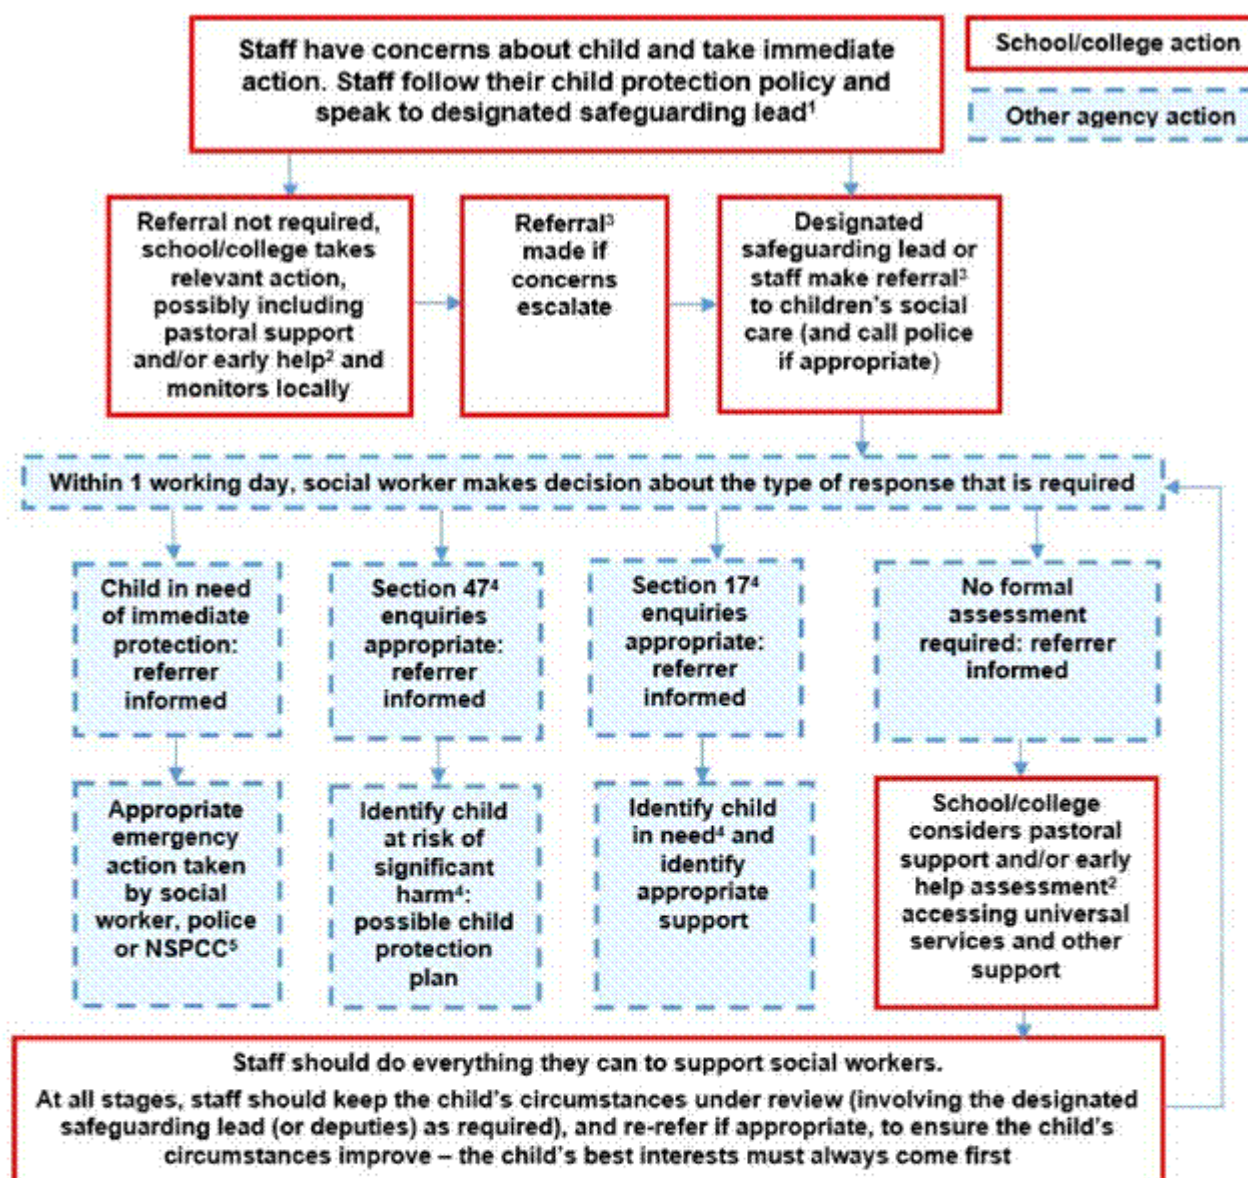 Staff have concerns about child and take immediate
action. Staff follow their child protection policy and
speak to designated safeguarding lead¹
School/college action
Other agency action
Referral not required,
school/college takes
relevant action,
possibly including
pastoral support
and/or early help² and
monitors locally
Referral³
made if
concerns
escalate
Designated
safeguarding lead or
staff make referral³
to children's social
care (and call police
if appropriate)
Within 1 working day, social worker makes decision about the type of response that is required
Child in need
of immediate
protection:
referrer
informed
Section 47⁴
enquiries
appropriate:
referrer
informed
Section 17⁴
enquiries
appropriate:
referrer
informed
No formal
assessment
required: referrer
informed
Appropriate
emergency
action taken
by social
worker, police
or NSPCC⁵
Identify child
at risk of
significant
harm⁴:
possible child
protection
plan
Identify child
in need⁴ and
identify
appropriate
support
School/college
considers pastoral
support and/or early
help assessment²
accessing universal
services and other
support
Staff should do everything they can to support social workers.
At all stages, staff should keep the child's circumstances under review (involving the designated
safeguarding lead (or deputies) as required), and re-refer if appropriate, to ensure the child's
circumstances improve – the child's best interests must always come first